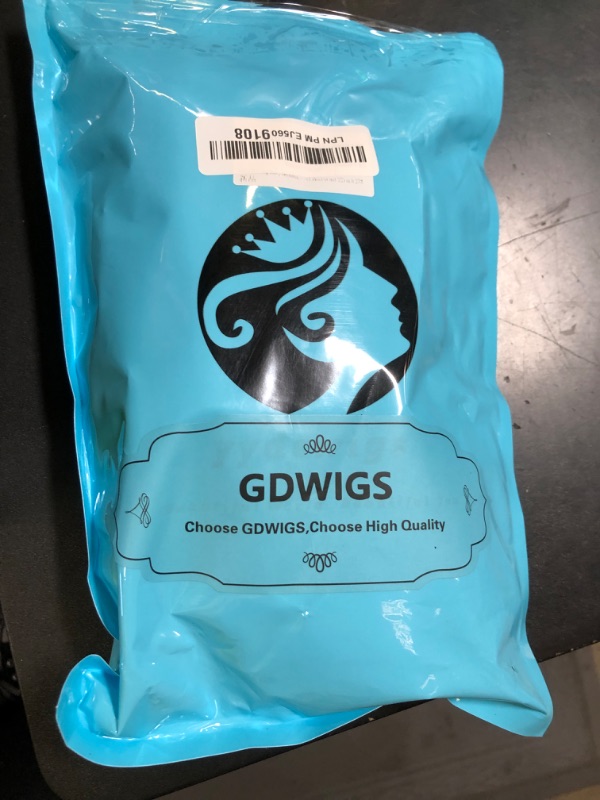 LPN PM EJ5609108
GDWIGS
Choose GDWIGS,Choose High Quality